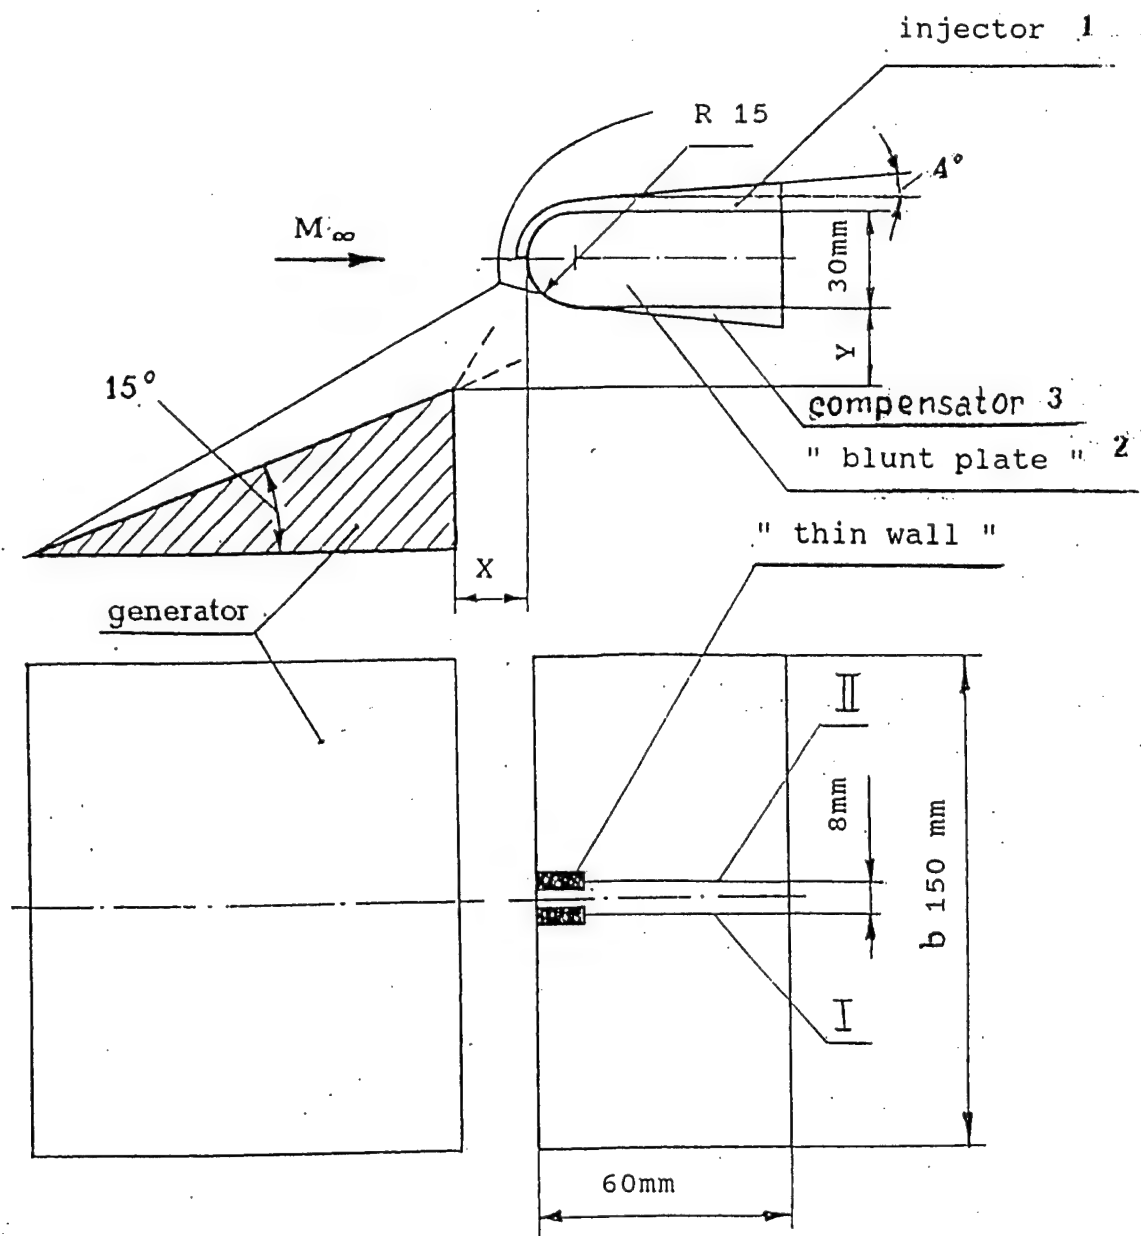 injector 1
R 15
4°
M∞
30mm
Y
15°
compensator 3
" blunt plate " 2
" thin wall "
X
generator
II
8mm
b 150 mm
I
60mm